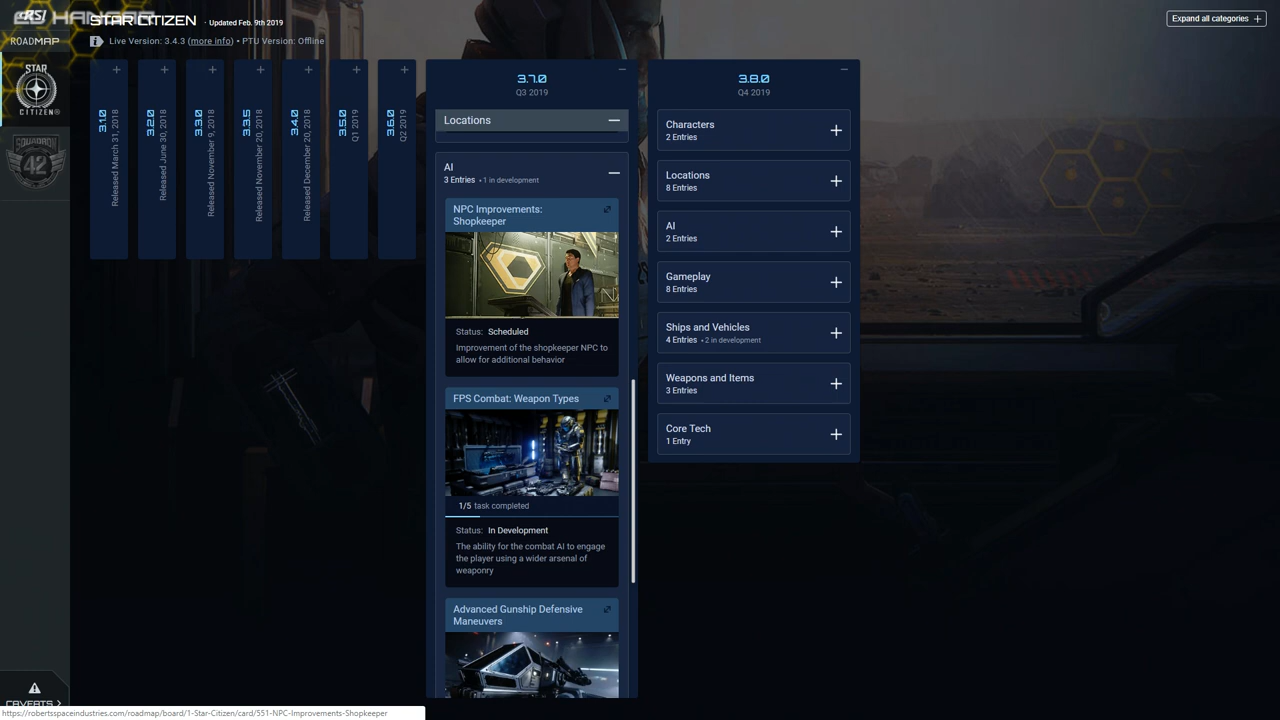 RSI HANGAR
STAR CITIZEN · Updated Feb. 9th 2019
Expand all categories +
ROADMAP
Live Version: 3.4.3 (more info) • PTU Version: Offline
STAR
CITIZEN®
SQUADRON
42
3.1.0
Released March 31, 2018
3.2.0
Released June 30, 2018
3.3.0
Released November 9, 2018
3.3.5
Released November 20, 2018
3.4.0
Released December 20, 2018
3.5.0
Q1 2019
3.6.0
Q2 2019
3.7.0
Q3 2019
Locations
AI
3 Entries • 1 in development
NPC Improvements:
Shopkeeper
Status: Scheduled
Improvement of the shopkeeper NPC to
allow for additional behavior
FPS Combat: Weapon Types
1/5 task completed
Status: In Development
The ability for the combat AI to engage
the player using a wider arsenal of
weaponry
Advanced Gunship Defensive
Maneuvers
3.8.0
Q4 2019
Characters
2 Entries
Locations
8 Entries
AI
2 Entries
Gameplay
8 Entries
Ships and Vehicles
4 Entries • 2 in development
Weapons and Items
3 Entries
Core Tech
1 Entry
CAVEATS >
https://robertsspaceindustries.com/roadmap/board/1-Star-Citizen/card/551-NPC-Improvements-Shopkeeper